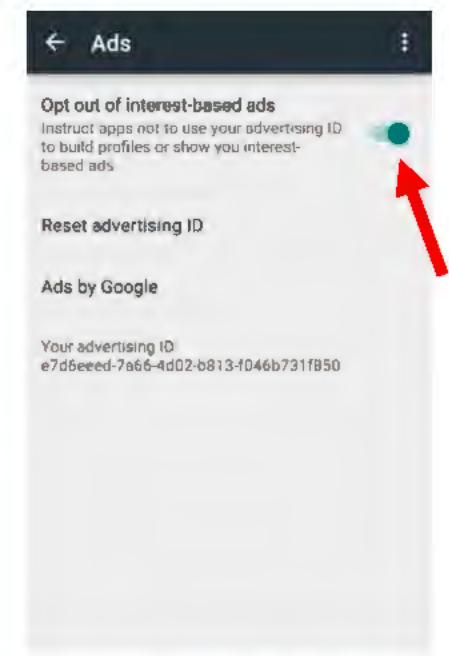 Ads
Opt out of interest-based ads
Instruct apps not to use your advertising ID
to build profiles or show you interest-
based ads
Reset advertising ID
Ads by Google
Your advertising ID
e7d6eeed-7a66-4d02-b813-f046b731f850